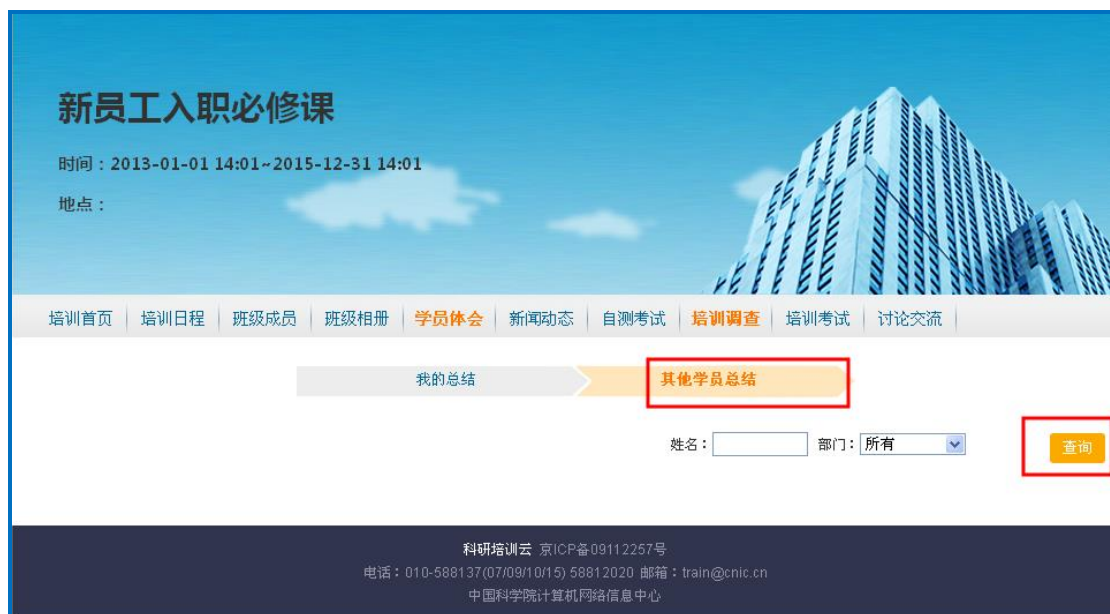 新员工入职必修课
时间：2013-01-01 14:01~2015-12-31 14:01
地点：
培训首页 培训日程 班级成员 班级相册 学员体会 新闻动态 自测考试 培训调查 培训考试 讨论交流
我的总结 其他学员总结
姓名： 部门： 所有 查询
科研培训云 京ICP备09112257号
电话：010-588137(07/09/10/15) 58812020 邮箱：train@cnic.cn
中国科学院计算机网络信息中心